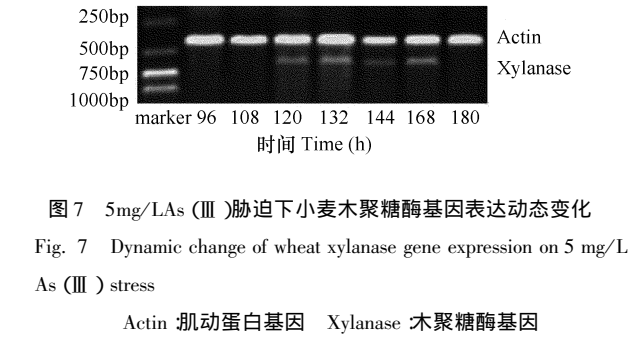 250bp
500bp
750bp
1000bp
Actin
Xylanase
marker 96 108 120 132 144 168 180
时间 Time (h)
图 7 5mg/LAs (Ⅲ)胁迫下小麦木聚糖酶基因表达动态变化
Fig. 7 Dynamic change of wheat xylanase gene expression on 5 mg/L
As (Ⅲ) stress
Actin :肌动蛋白基因 Xylanase :木聚糖酶基因